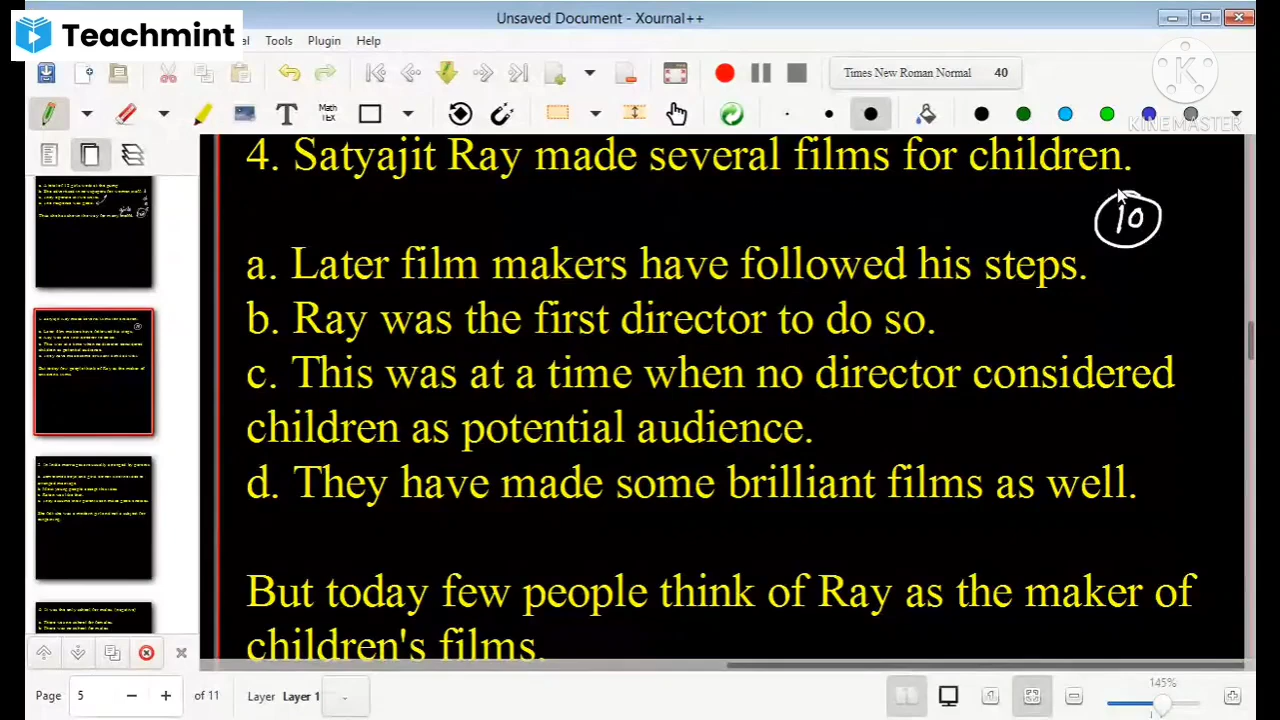 Unsaved Document - Xournal++
Teachmint
al Tools Plugin Help
Times New Roman Normal 40
KINEMASTER
4. Satyajit Ray made several films for children.
10
a. Later film makers have followed his steps.
b. Ray was the first director to do so.
c. This was at a time when no director considered
children as potential audience.
d. They have made some brilliant films as well.
But today few people think of Ray as the maker of
children's films.
Page 5 of 11 Layer Layer 1 145%